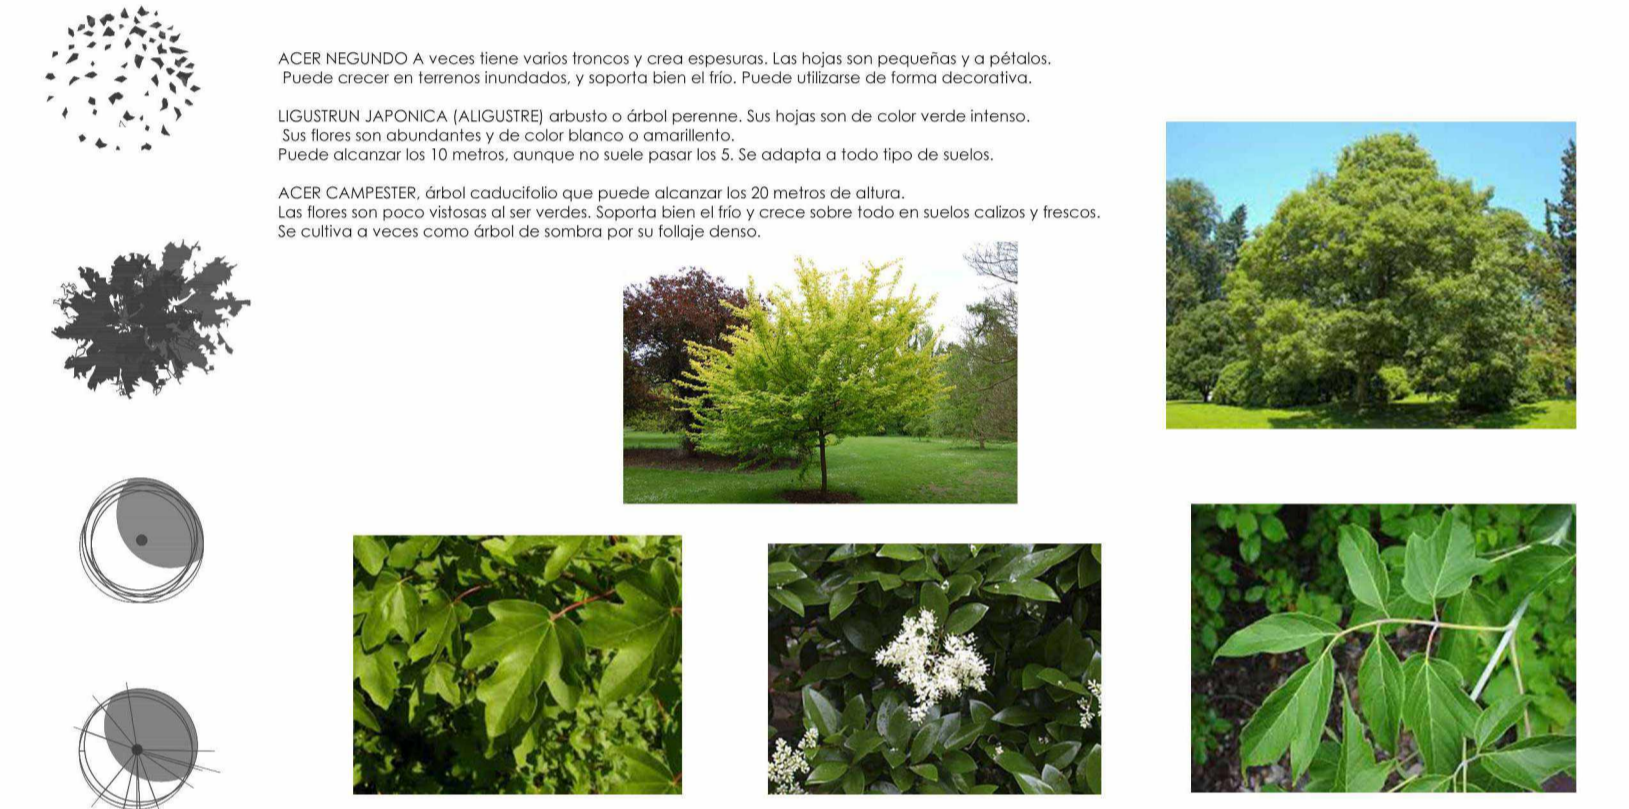 ACER NEGUNDO A veces tiene varios troncos y crea espesuras. Las hojas son pequeñas y a pétalos.
Puede crecer en terrenos inundados, y soporta bien el frío. Puede utilizarse de forma decorativa.
LIGUSTRUN JAPONICA (ALIGUSTRE) arbusto o árbol perenne. Sus hojas son de color verde intenso.
Sus flores son abundantes y de color blanco o amarillento.
Puede alcanzar los 10 metros, aunque no suele pasar los 5. Se adapta a todo tipo de suelos.
ACER CAMPESTER, árbol caducifolio que puede alcanzar los 20 metros de altura.
Las flores son poco vistosas al ser verdes. Soporta bien el frío y crece sobre todo en suelos calizos y frescos.
Se cultiva a veces como árbol de sombra por su follaje denso.